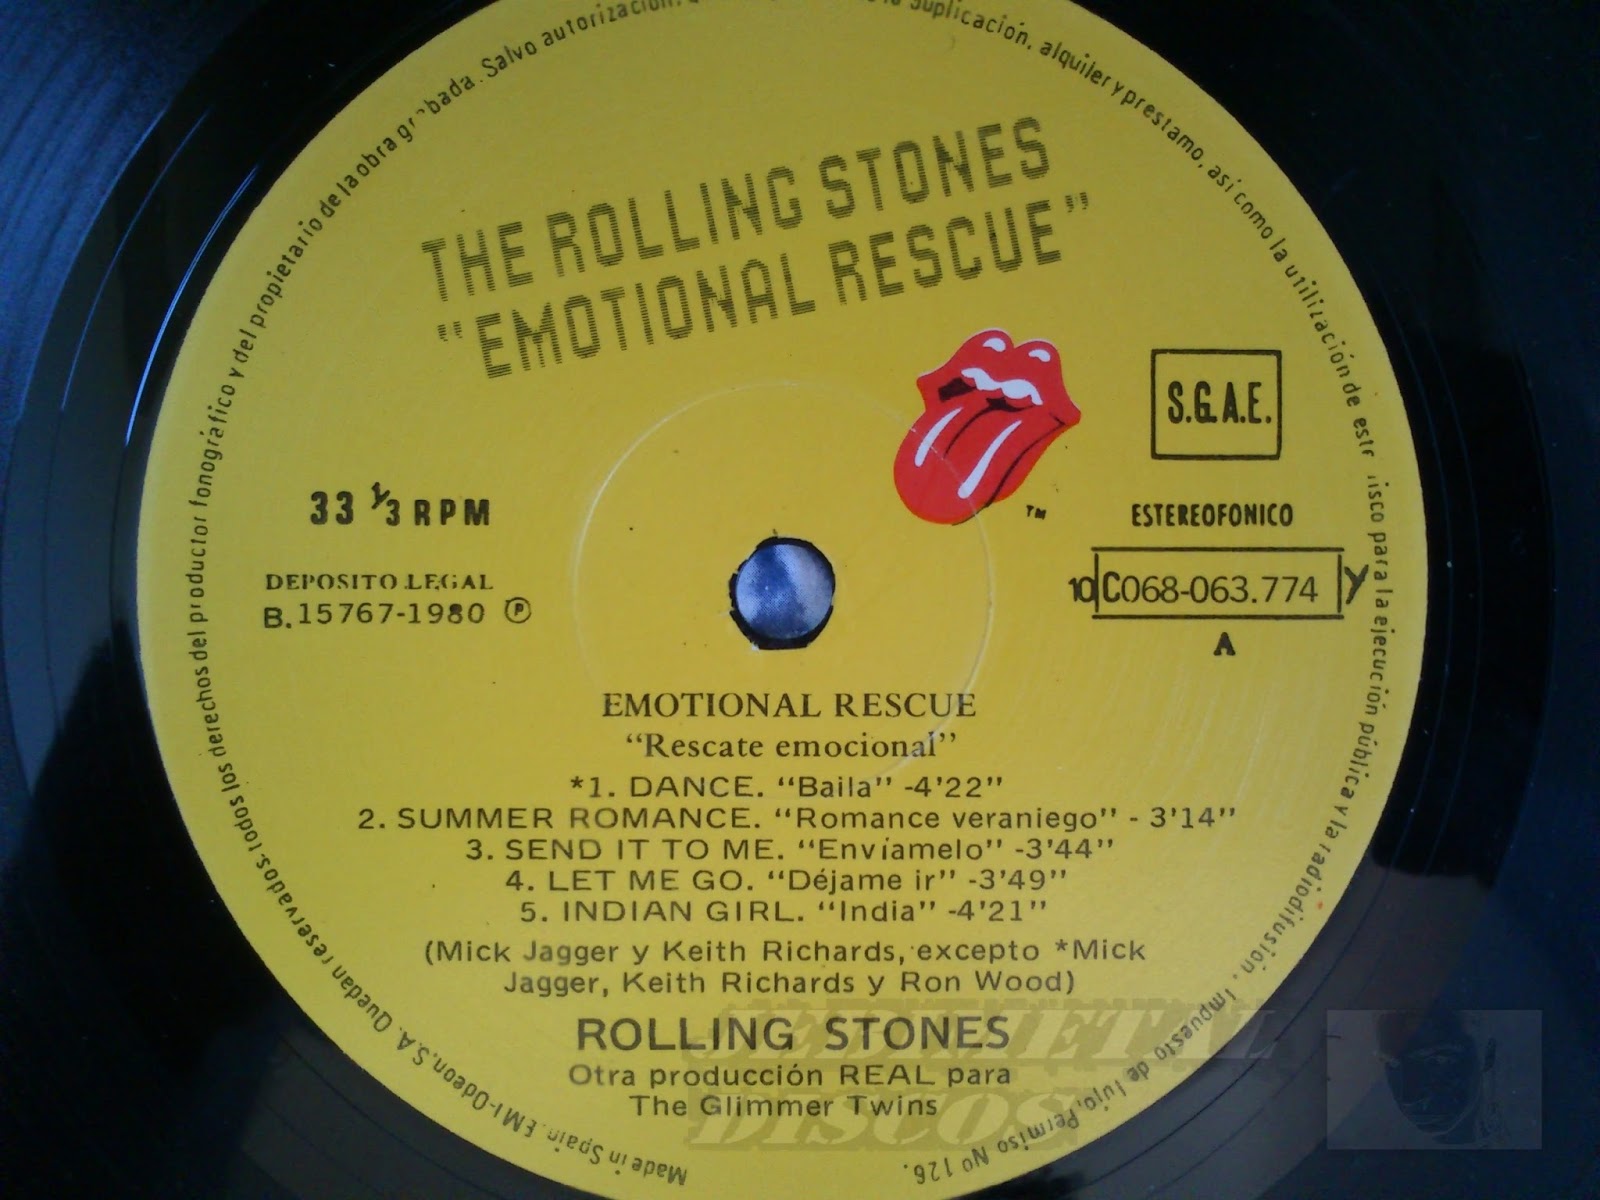 THE ROLLING STONES
"EMOTIONAL RESCUE"
TM
S.G.A.E.
33 1/3 RPM
ESTEREOFONICO
DEPOSITO LEGAL
B. 15767-1980 ℗
10C068-063.774 Y
A
EMOTIONAL RESCUE
"Rescate emocional"
*1. DANCE. "Baila" -4'22"
2. SUMMER ROMANCE. "Romance veraniego" - 3'14"
3. SEND IT TO ME. "Envíamelo" -3'44"
4. LET ME GO. "Déjame ir" -3'49"
5. INDIAN GIRL. "India" -4'21"
(Mick Jagger y Keith Richards, excepto *Mick
Jagger, Keith Richards y Ron Wood)
ROLLING STONES
Otra producción REAL para
The Glimmer Twins
Made in Spain. EMI-Odeon, S.A. Quedan reservados todos los derechos del productor fonográfico y del propietario de la obra grabada. Salvo autorización, duplicación, alquiler y préstamo, así como la utilización de este disco para la ejecución pública y la radiodifusión. Impuesto de lujo, Permiso Nº 126.
REDMETAL
DISCOS